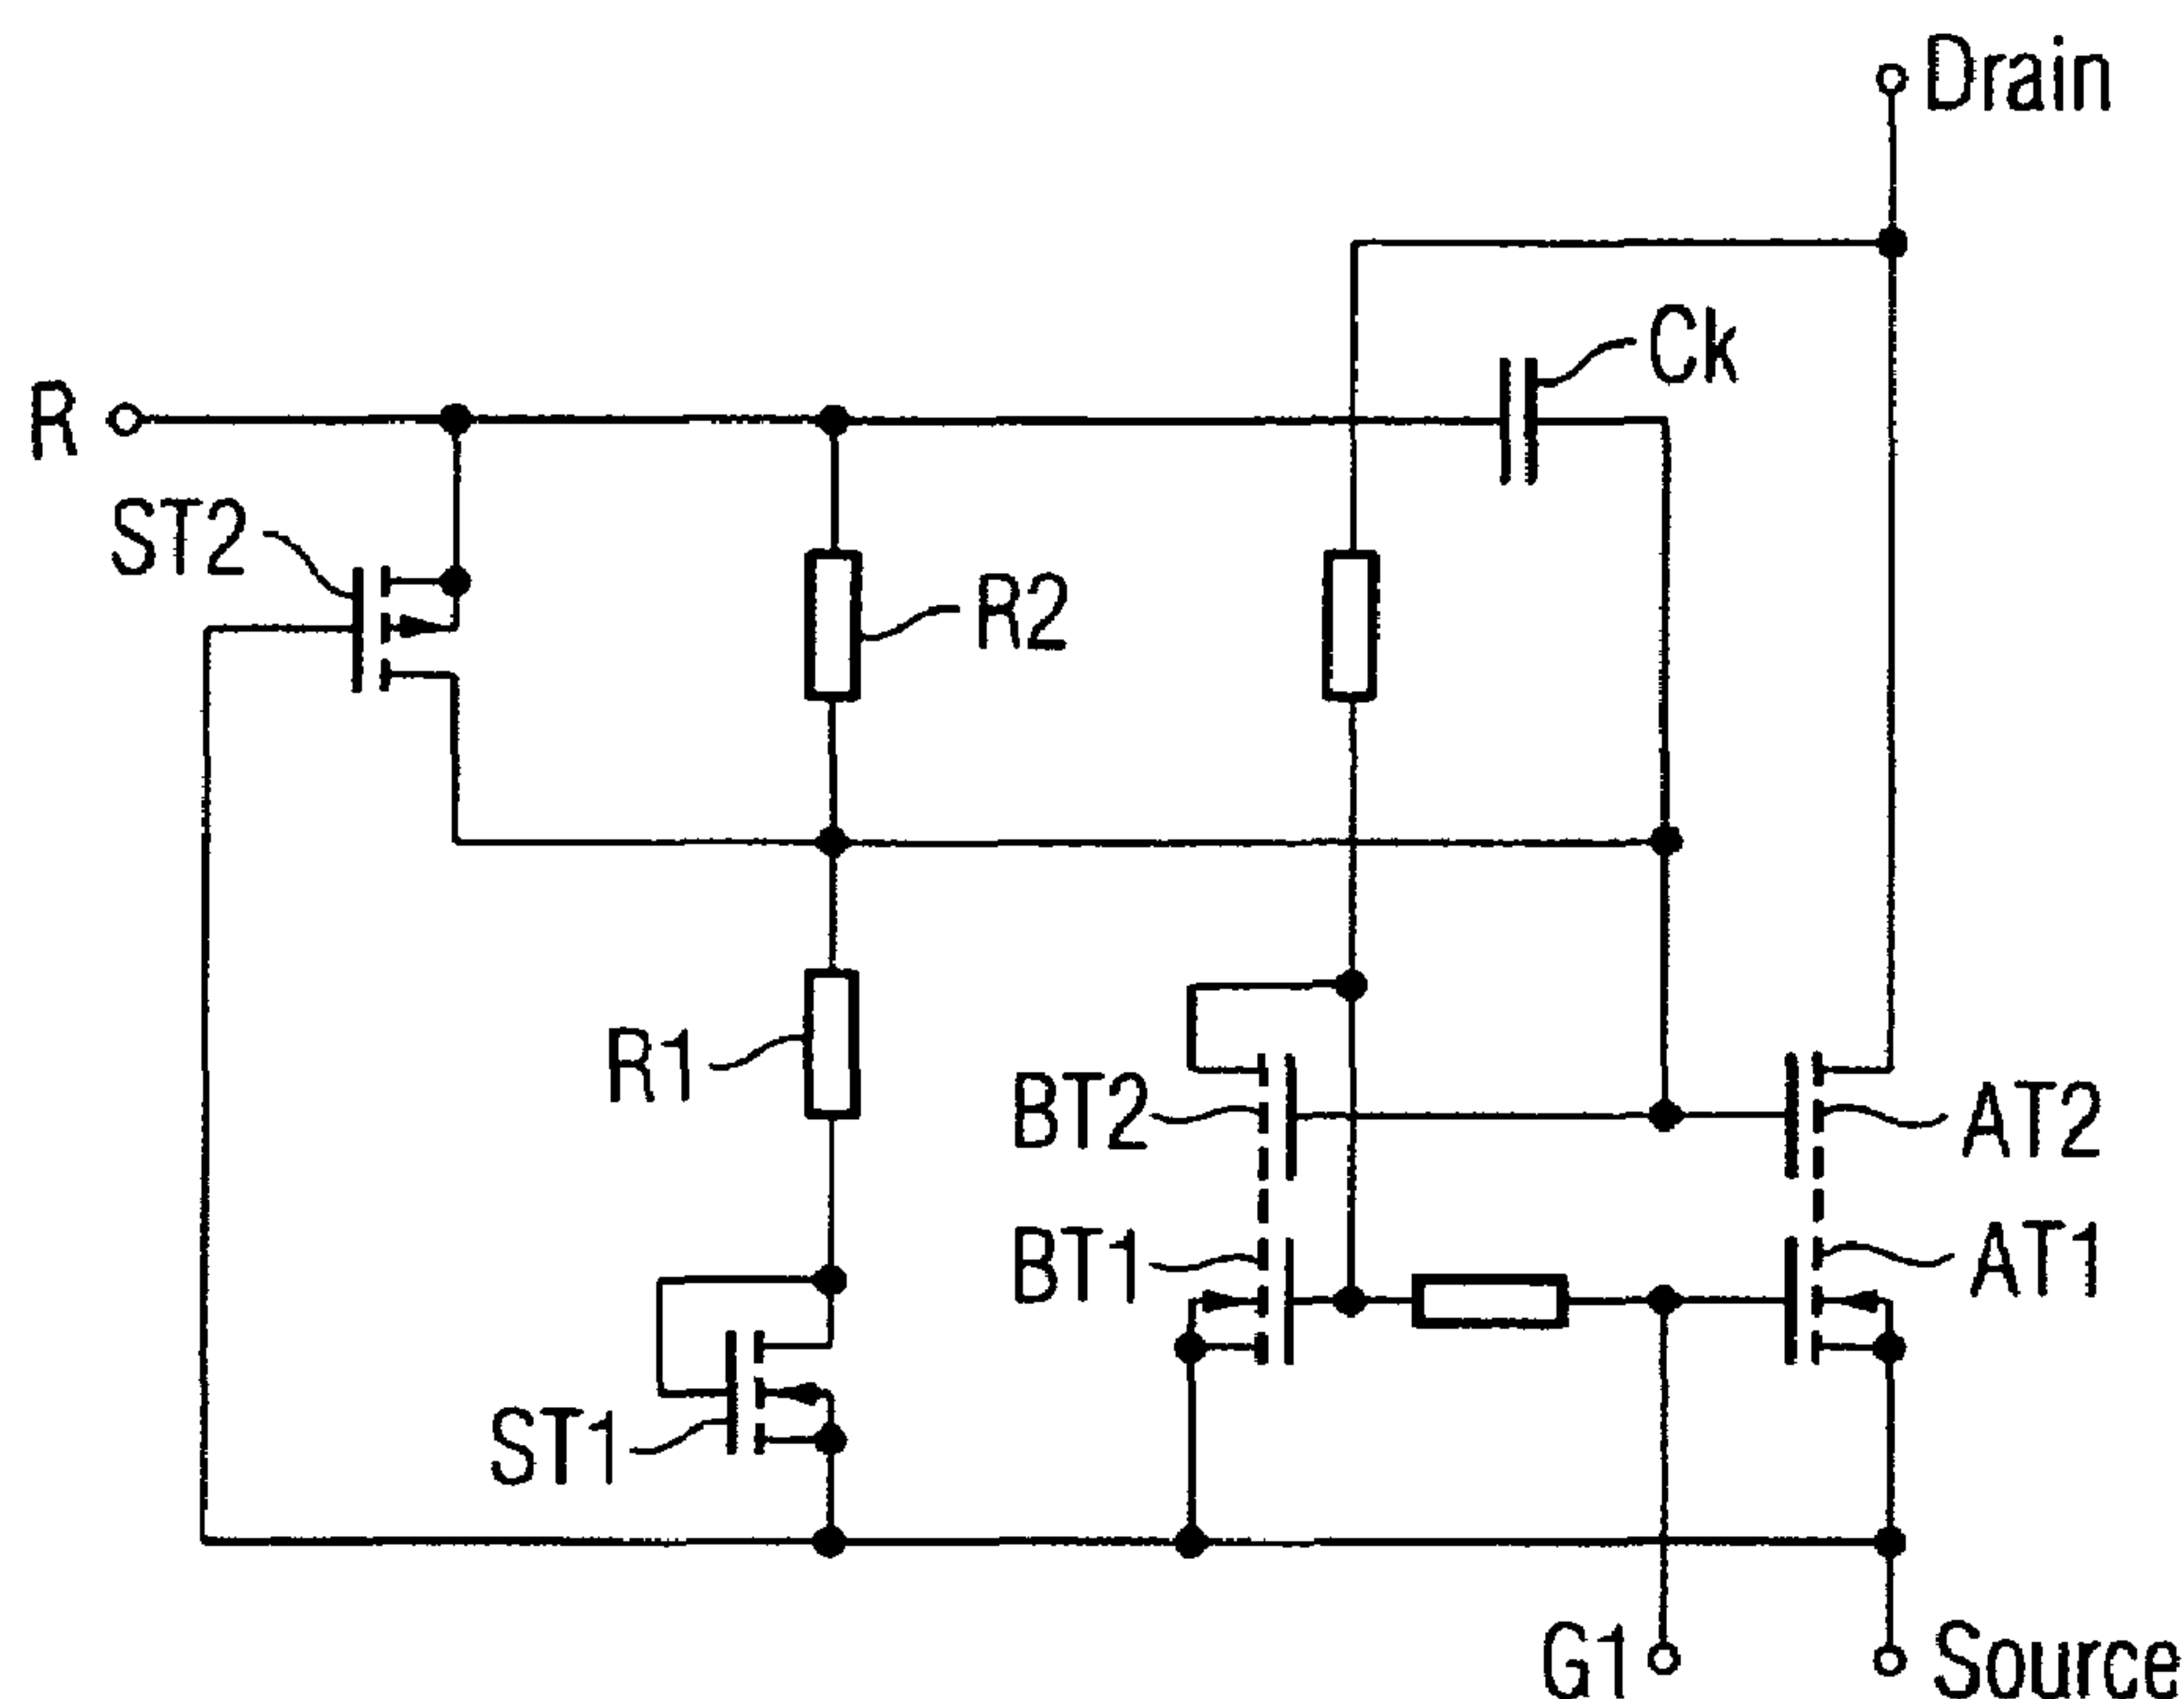 Drain
Ck
R
ST2
R2
R1
BT2
AT2
BT1
AT1
ST1
G1
Source